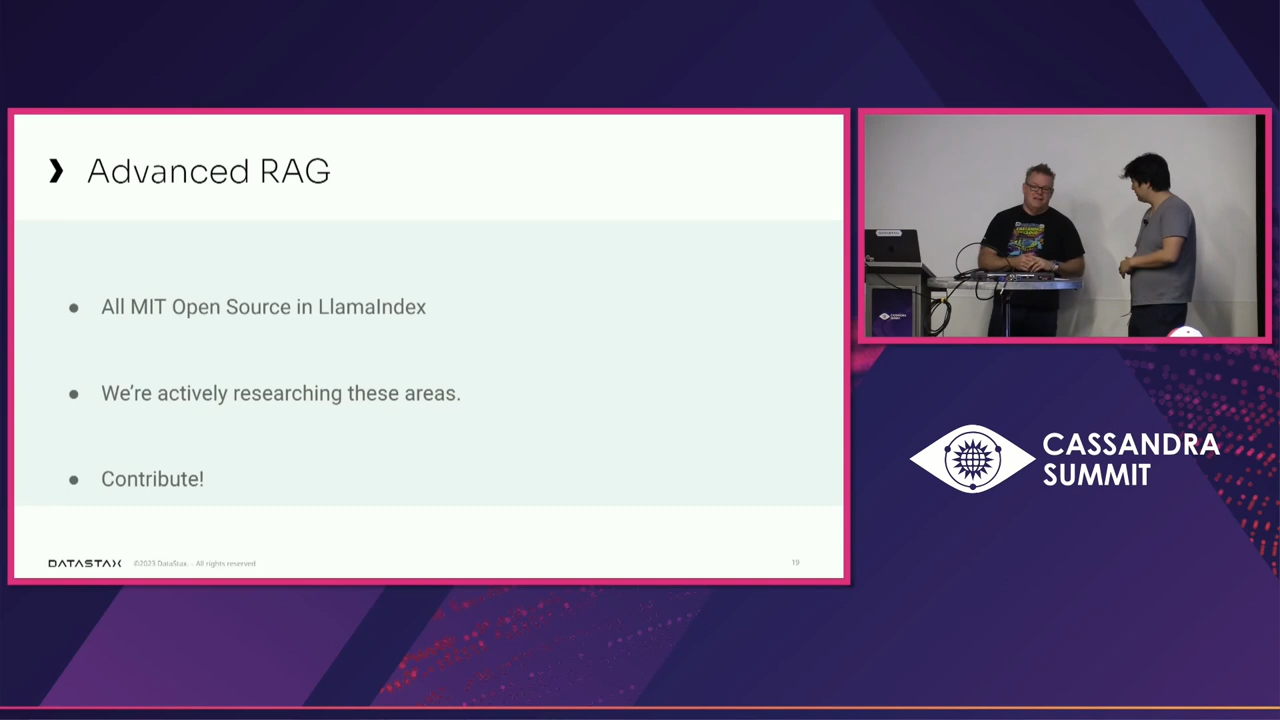 ❯ Advanced RAG
● All MIT Open Source in LlamaIndex
● We’re actively researching these areas.
● Contribute!
DATASTAX ©2023 DataStax. – All rights reserved
19
CASSANDRA
SUMMIT